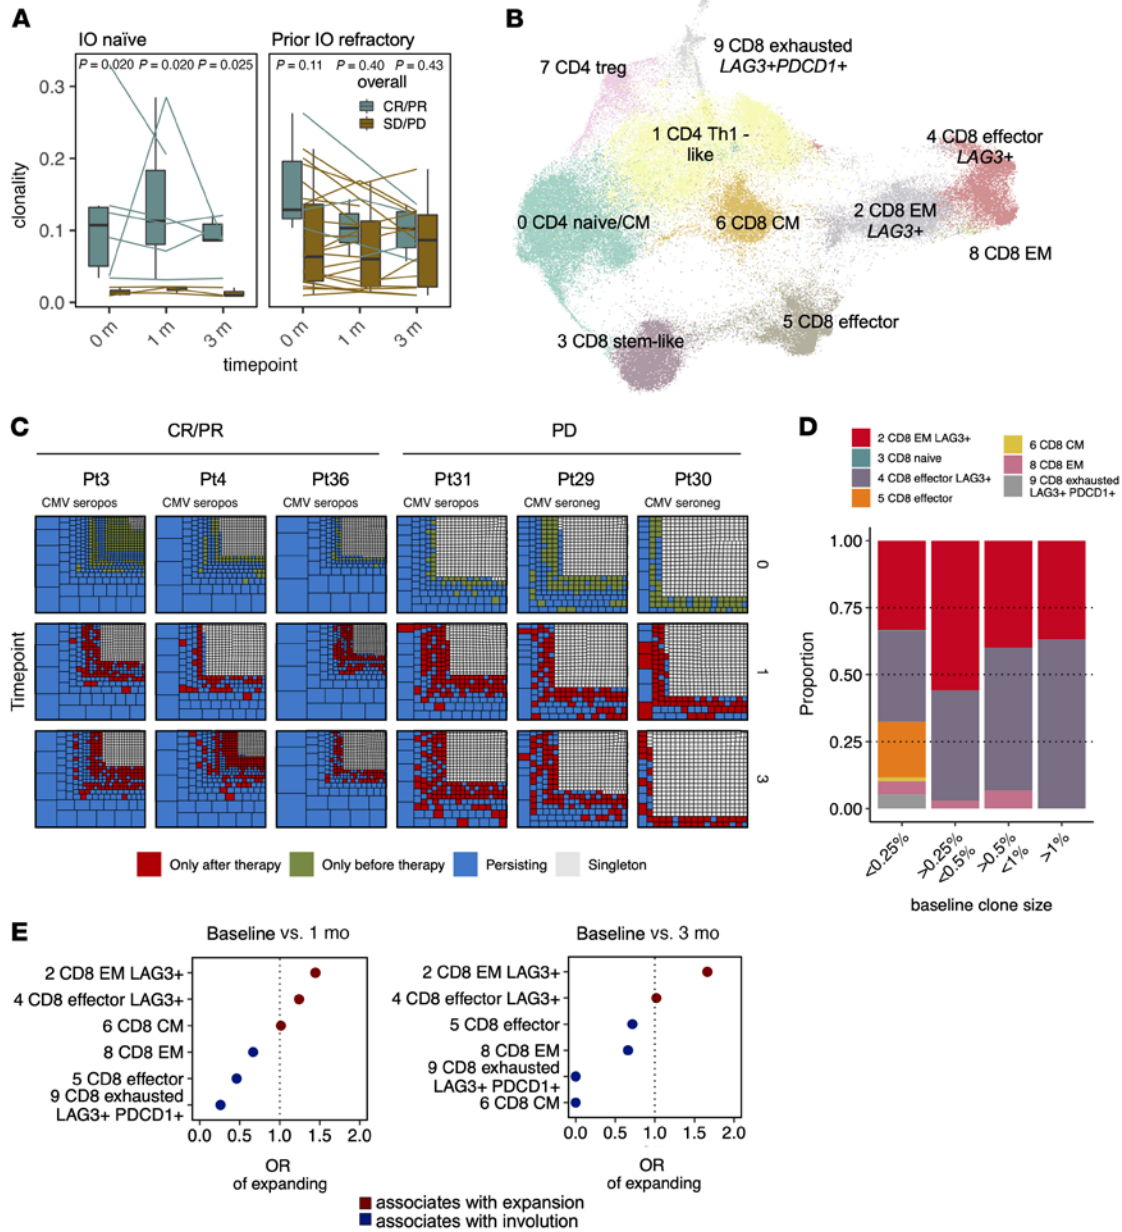 A
IO naïve
Prior IO refractory
P = 0.020
P = 0.020
P = 0.025
P = 0.11
P = 0.40
P = 0.43
overall
CR/PR
SD/PD
0.3
0.2
0.1
0.0
clonality
0 m
1 m
3 m
0 m
1 m
3 m
timepoint
B
9 CD8 exhausted
LAG3+PDCD1+
7 CD4 treg
1 CD4 Th1 -
like
4 CD8 effector
LAG3+
0 CD4 naive/CM
6 CD8 CM
2 CD8 EM
LAG3+
8 CD8 EM
5 CD8 effector
3 CD8 stem-like
C
CR/PR
PD
Pt3
Pt4
Pt36
Pt31
Pt29
Pt30
CMV seropos
CMV seropos
CMV seropos
CMV seropos
CMV seroneg
CMV seroneg
0
1
3
Timepoint
Only after therapy
Only before therapy
Persisting
Singleton
D
2 CD8 EM LAG3+
3 CD8 naive
4 CD8 effector LAG3+
5 CD8 effector
6 CD8 CM
8 CD8 EM
9 CD8 exhausted
LAG3+ PDCD1+
1.00
0.75
0.50
0.25
0.00
Proportion
<0.25%
>0.25%
<0.5%
>0.5%
<1%
>1%
baseline clone size
E
Baseline vs. 1 mo
2 CD8 EM LAG3+
4 CD8 effector LAG3+
6 CD8 CM
8 CD8 EM
5 CD8 effector
9 CD8 exhausted
LAG3+ PDCD1+
0.0 0.5 1.0 1.5 2.0
OR
of expanding
Baseline vs. 3 mo
2 CD8 EM LAG3+
4 CD8 effector LAG3+
5 CD8 effector
8 CD8 EM
9 CD8 exhausted
LAG3+ PDCD1+
6 CD8 CM
0.0 0.5 1.0 1.5 2.0
OR
of expanding
associates with expansion
associates with involution